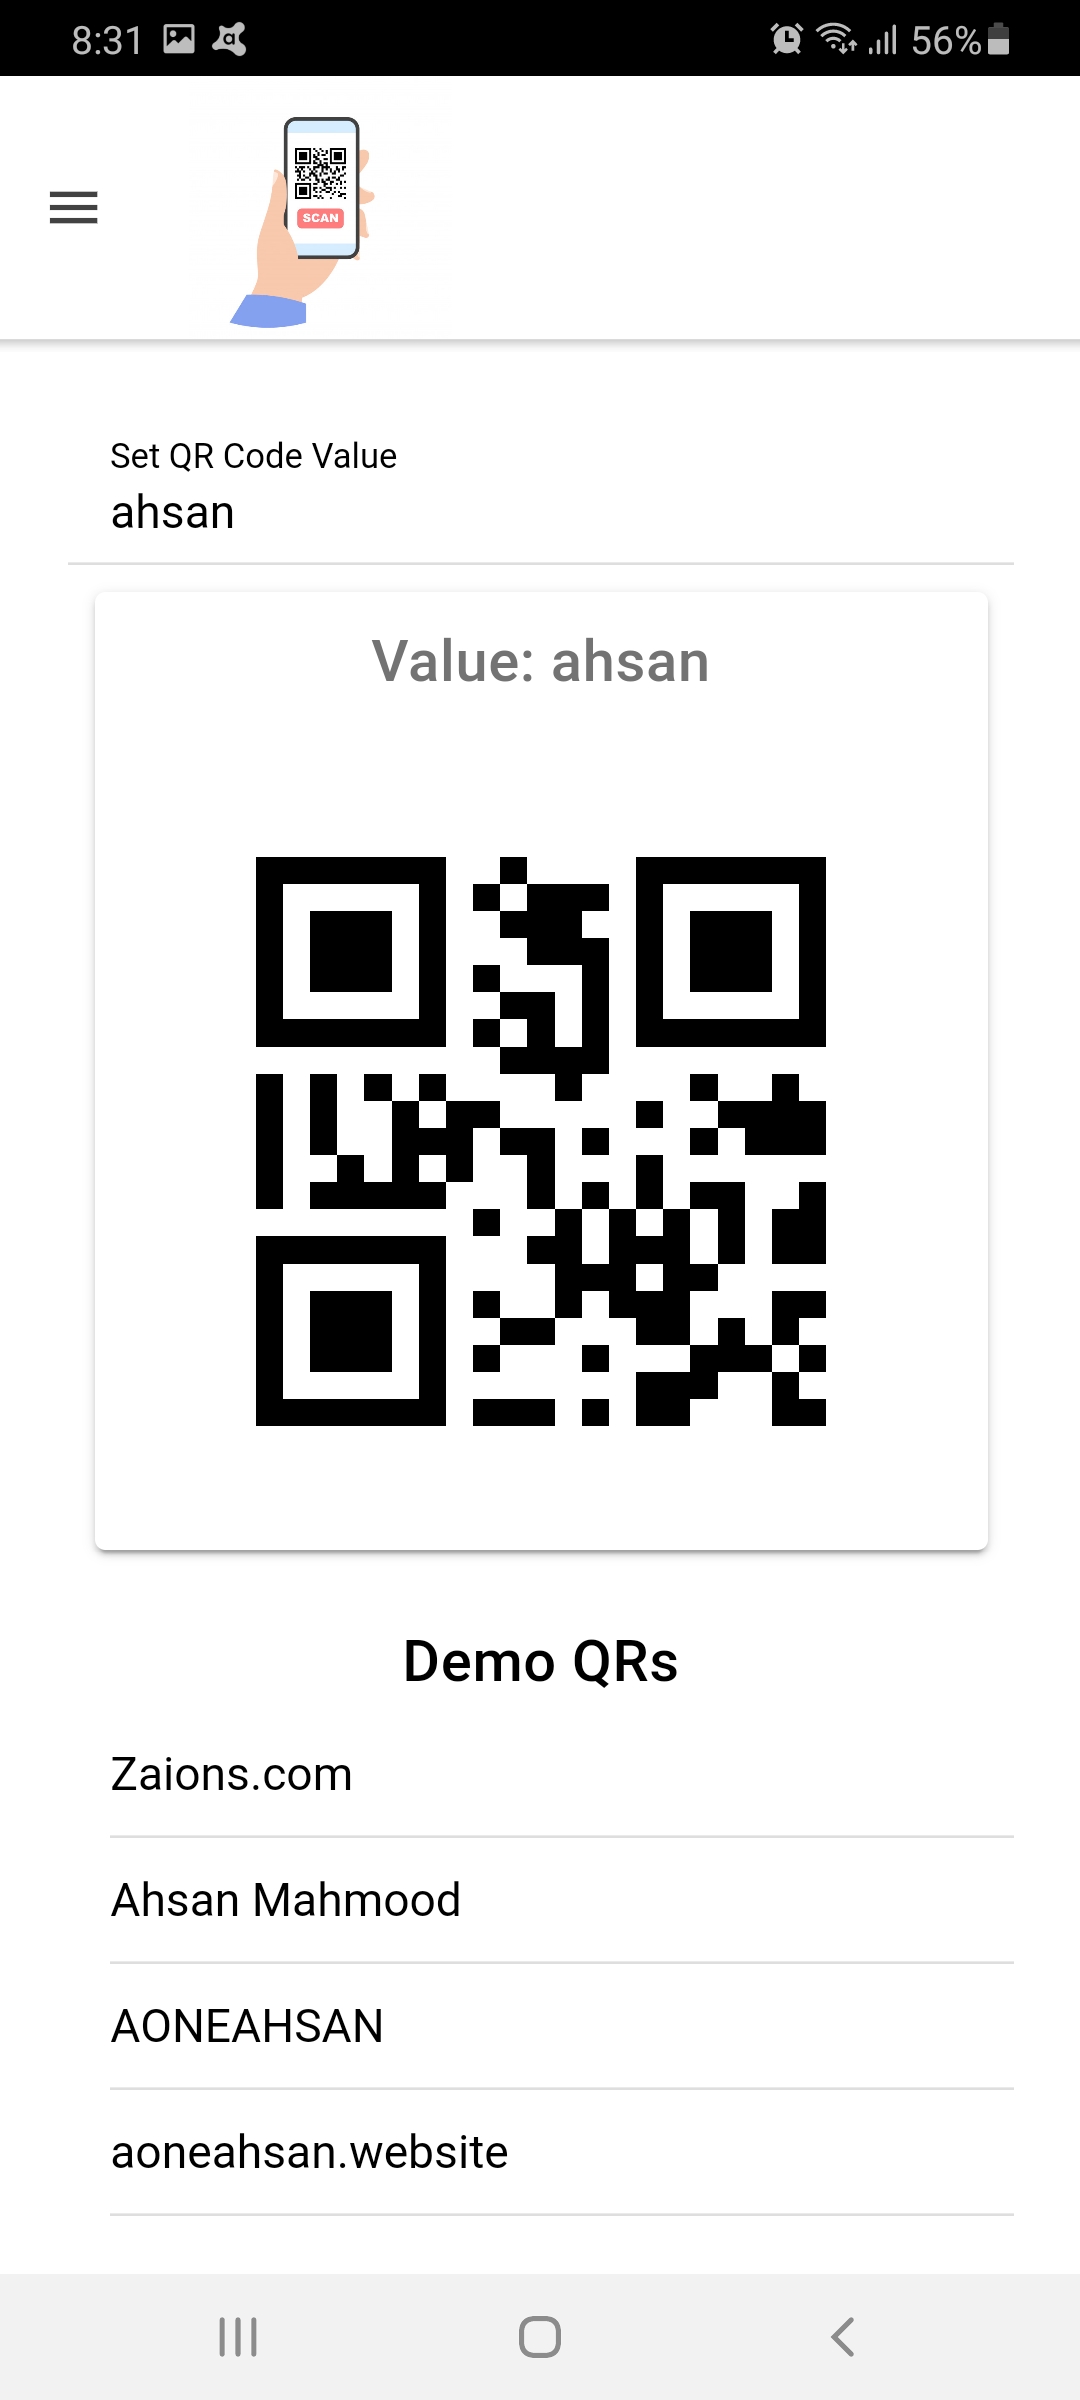 8:31
56%
SCAN
Set QR Code Value
ahsan
Value: ahsan
Demo QRs
Zaions.com
Ahsan Mahmood
AONEAHSAN
aoneahsan.website